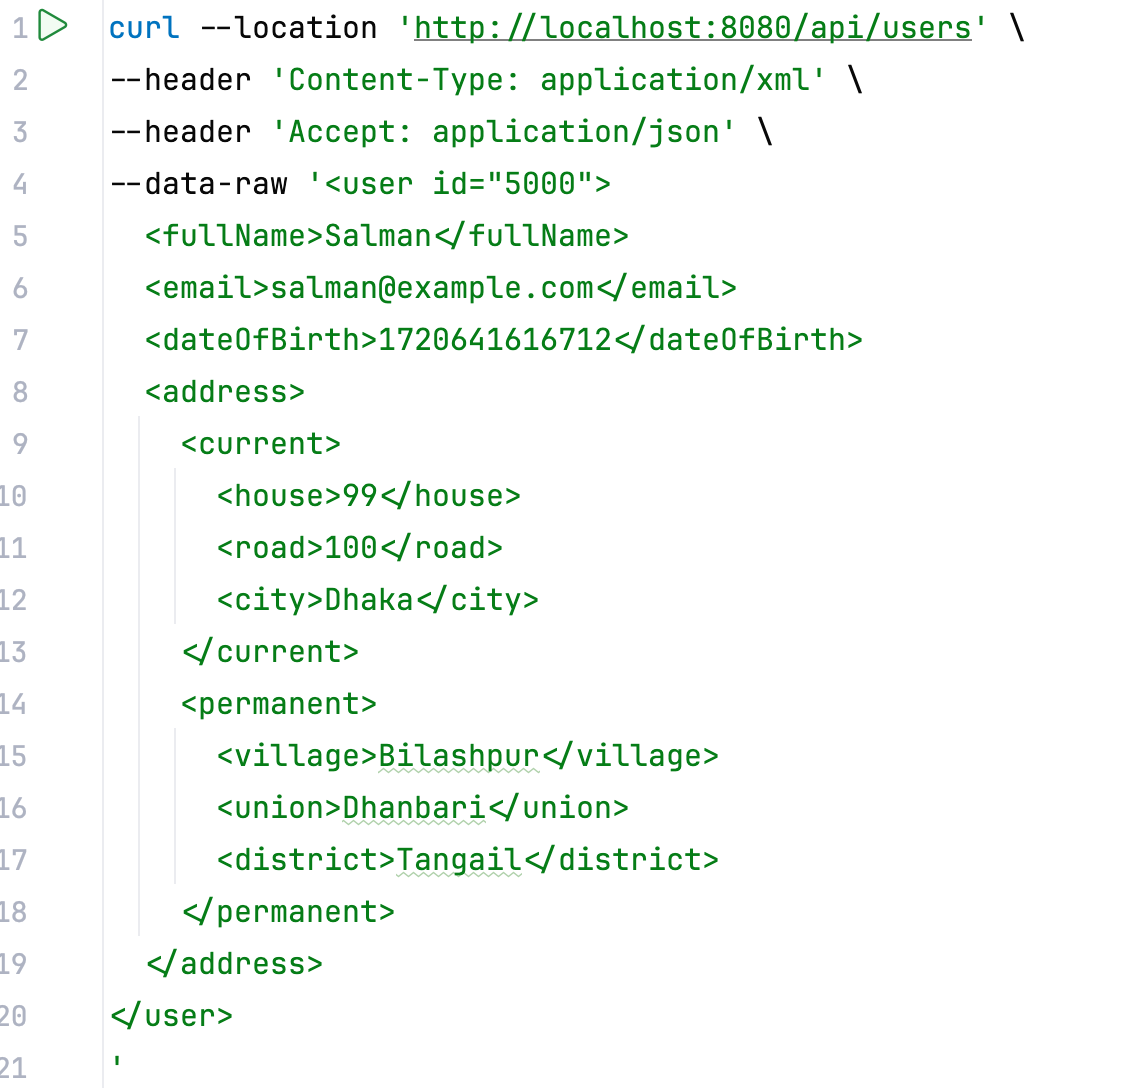 1 curl --location 'http://localhost:8080/api/users' \
2 --header 'Content-Type: application/xml' \
3 --header 'Accept: application/json' \
4 --data-raw '<user id="5000">
5   <fullName>Salman</fullName>
6   <email>salman@example.com</email>
7   <dateOfBirth>1720641616712</dateOfBirth>
8   <address>
9     <current>
10       <house>99</house>
11       <road>100</road>
12       <city>Dhaka</city>
13     </current>
14     <permanent>
15       <village>Bilashpur</village>
16       <union>Dhanbari</union>
17       <district>Tangail</district>
18     </permanent>
19   </address>
20 </user>
21 '